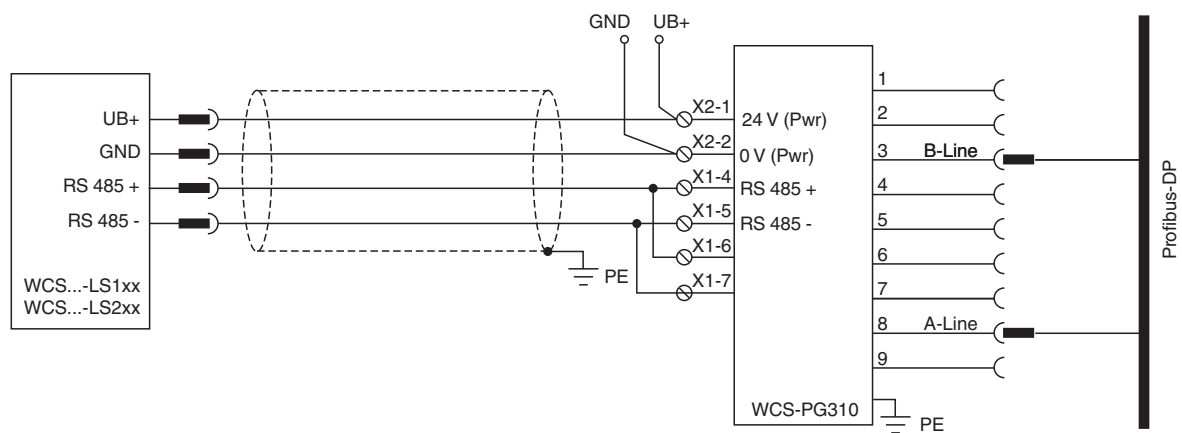 GND UB+
UB+
GND
RS 485 +
RS 485 -
WCS...-LS1xx
WCS...-LS2xx
PE
X2-1
X2-2
X1-4
X1-5
X1-6
X1-7
24 V (Pwr)
0 V (Pwr)
RS 485 +
RS 485 -
WCS-PG310
1
2
3 B-Line
4
5
6
7
8 A-Line
9
PE
Profibus-DP